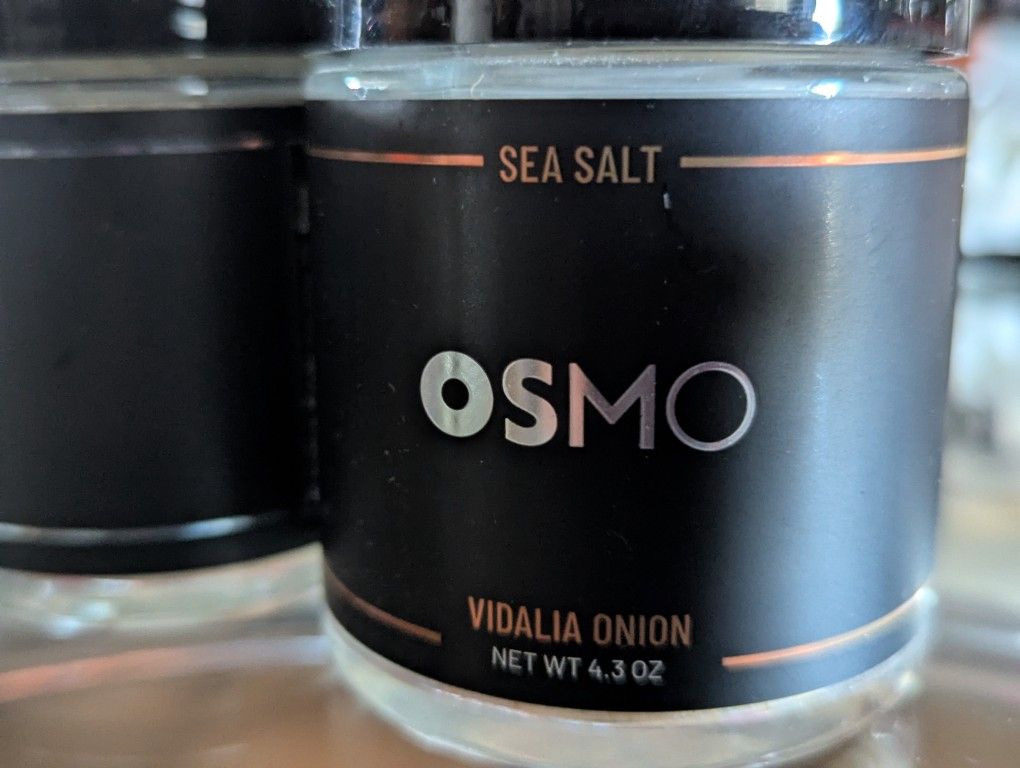 SEA SALT
OSMO
VIDALIA ONION
NET WT 4.3 OZ